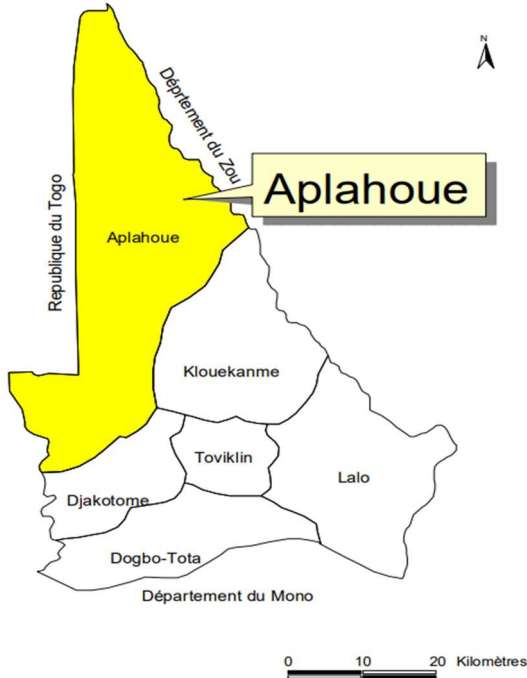 N
Déprtement du Zou
Aplahoue
Republique du Togo
Aplahoue
Klouekanme
Toviklin
Lalo
Djakotome
Dogbo-Tota
Département du Mono
0 10 20 Kilomètres